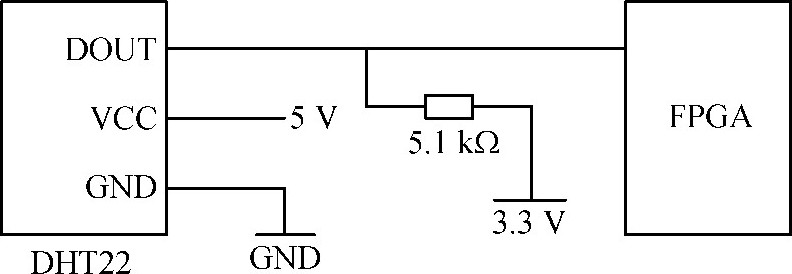 DOUT
VCC
5 V
GND
5.1 kΩ
FPGA
3.3 V
DHT22
GND